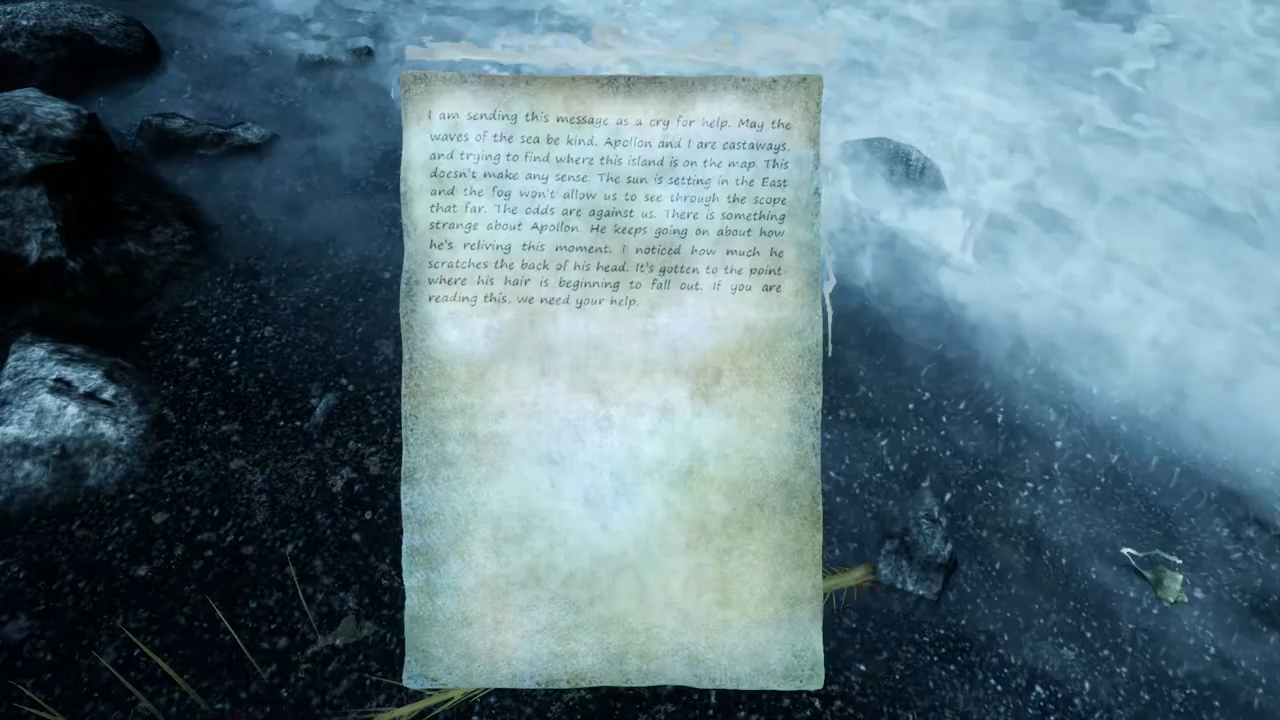 I am sending this message as a cry for help. May the
waves of the sea be kind. Apollon and I are castaways,
and trying to find where this island is on the map. This
doesn't make any sense. The sun is setting in the East
and the fog won't allow us to see through the scope
that far. The odds are against us. There is something
strange about Apollon. He keeps going on about how
he's reliving this moment. I noticed how much he
scratches the back of his head. It's gotten to the point
where his hair is beginning to fall out. If you are
reading this, we need your help.